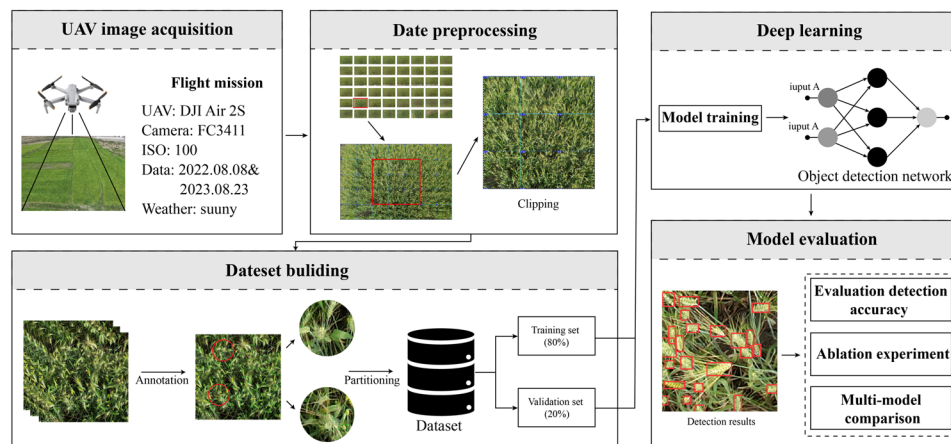 UAV image acquisition
Flight mission
UAV: DJI Air 2S
Camera: FC3411
ISO: 100
Data: 2022.08.08&
2023.08.23
Weather: suuny
Date preprocessing
Clipping
Deep learning
Model training
iuput A
iuput A
Object detection network
Dateset buliding
Annotation
Partitioning
Dataset
Training set
(80%)
Validation set
(20%)
Model evaluation
Detection results
Evaluation detection
accuracy
Ablation experiment
Multi-model
comparison